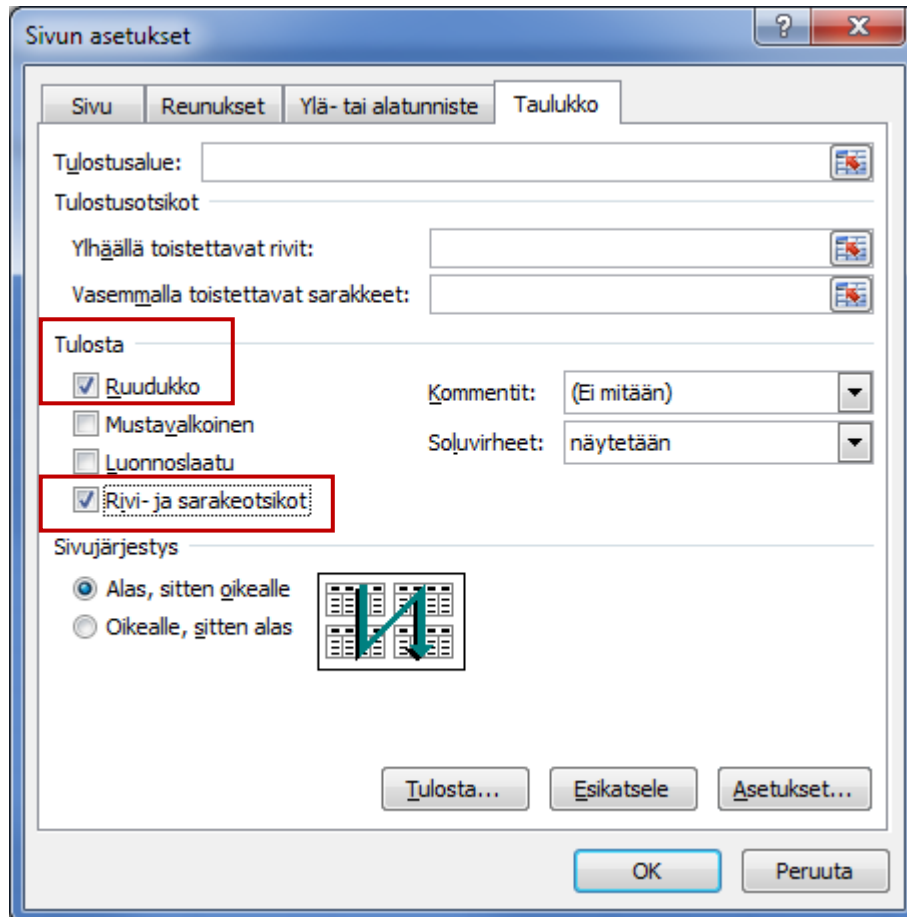 Sivun asetukset
Sivu Reunukset Ylä- tai alatunniste Taulukko
Tulostusalue:
Tulostusotsikot
Ylhäällä toistettavat rivit:
Vasemmalla toistettavat sarakkeet:
Tulosta
Ruudukko Kommentit: (Ei mitään)
Mustavalkoinen
Soluvirheet: näytetään
Luonnoslaatu
Rivi- ja sarakeotsikot
Sivujärjestys
Alas, sitten oikealle
Oikealle, sitten alas
Tulosta... Esikatsele Asetukset...
OK Peruuta